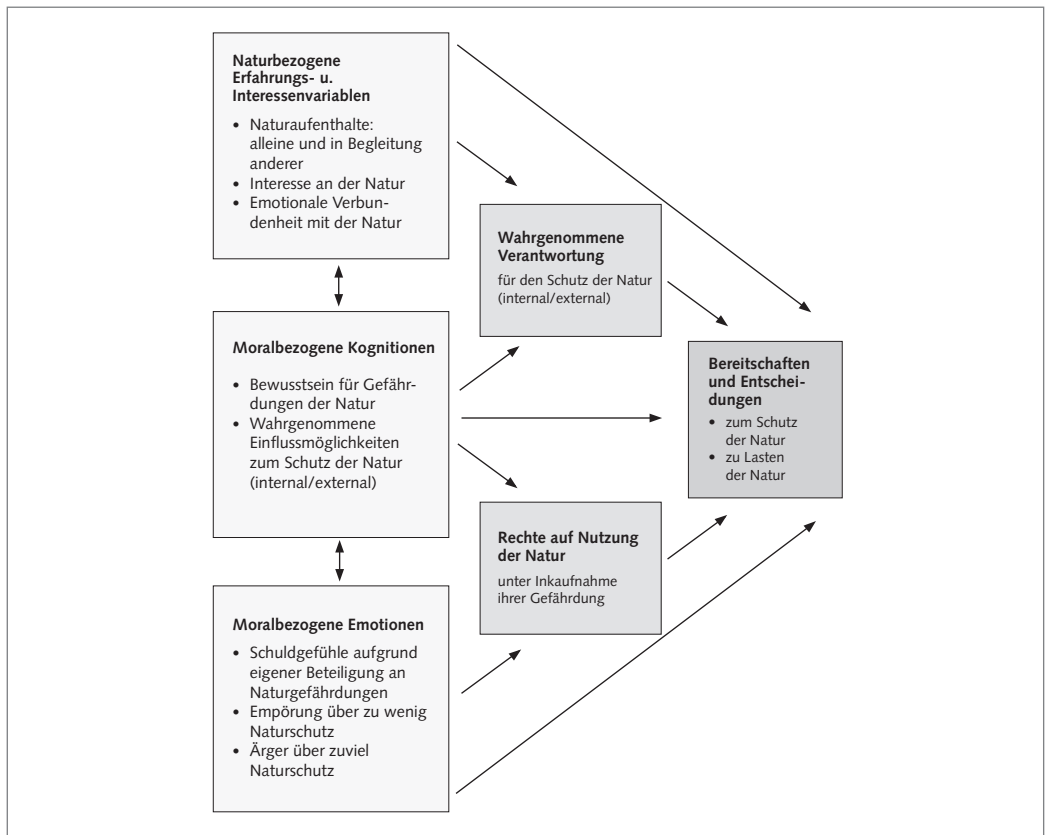 Naturbezogene
Erfahrungs- u.
Interessenvariablen
• Naturaufenthalte:
alleine und in Begleitung
anderer
• Interesse an der Natur
• Emotionale Verbun-
denheit mit der Natur
Moralbezogene Kognitionen
• Bewusstsein für Gefähr-
dungen der Natur
• Wahrgenommene
Einflussmöglichkeiten
zum Schutz der Natur
(internal/external)
Moralbezogene Emotionen
• Schuldgefühle aufgrund
eigener Beteiligung an
Naturgefährdungen
• Empörung über zu wenig
Naturschutz
• Ärger über zuviel
Naturschutz
Wahrgenommene
Verantwortung
für den Schutz der Natur
(internal/external)
Rechte auf Nutzung
der Natur
unter Inkaufnahme
ihrer Gefährdung
Bereitschaften
und Entschei-
dungen
• zum Schutz
der Natur
• zu Lasten
der Natur